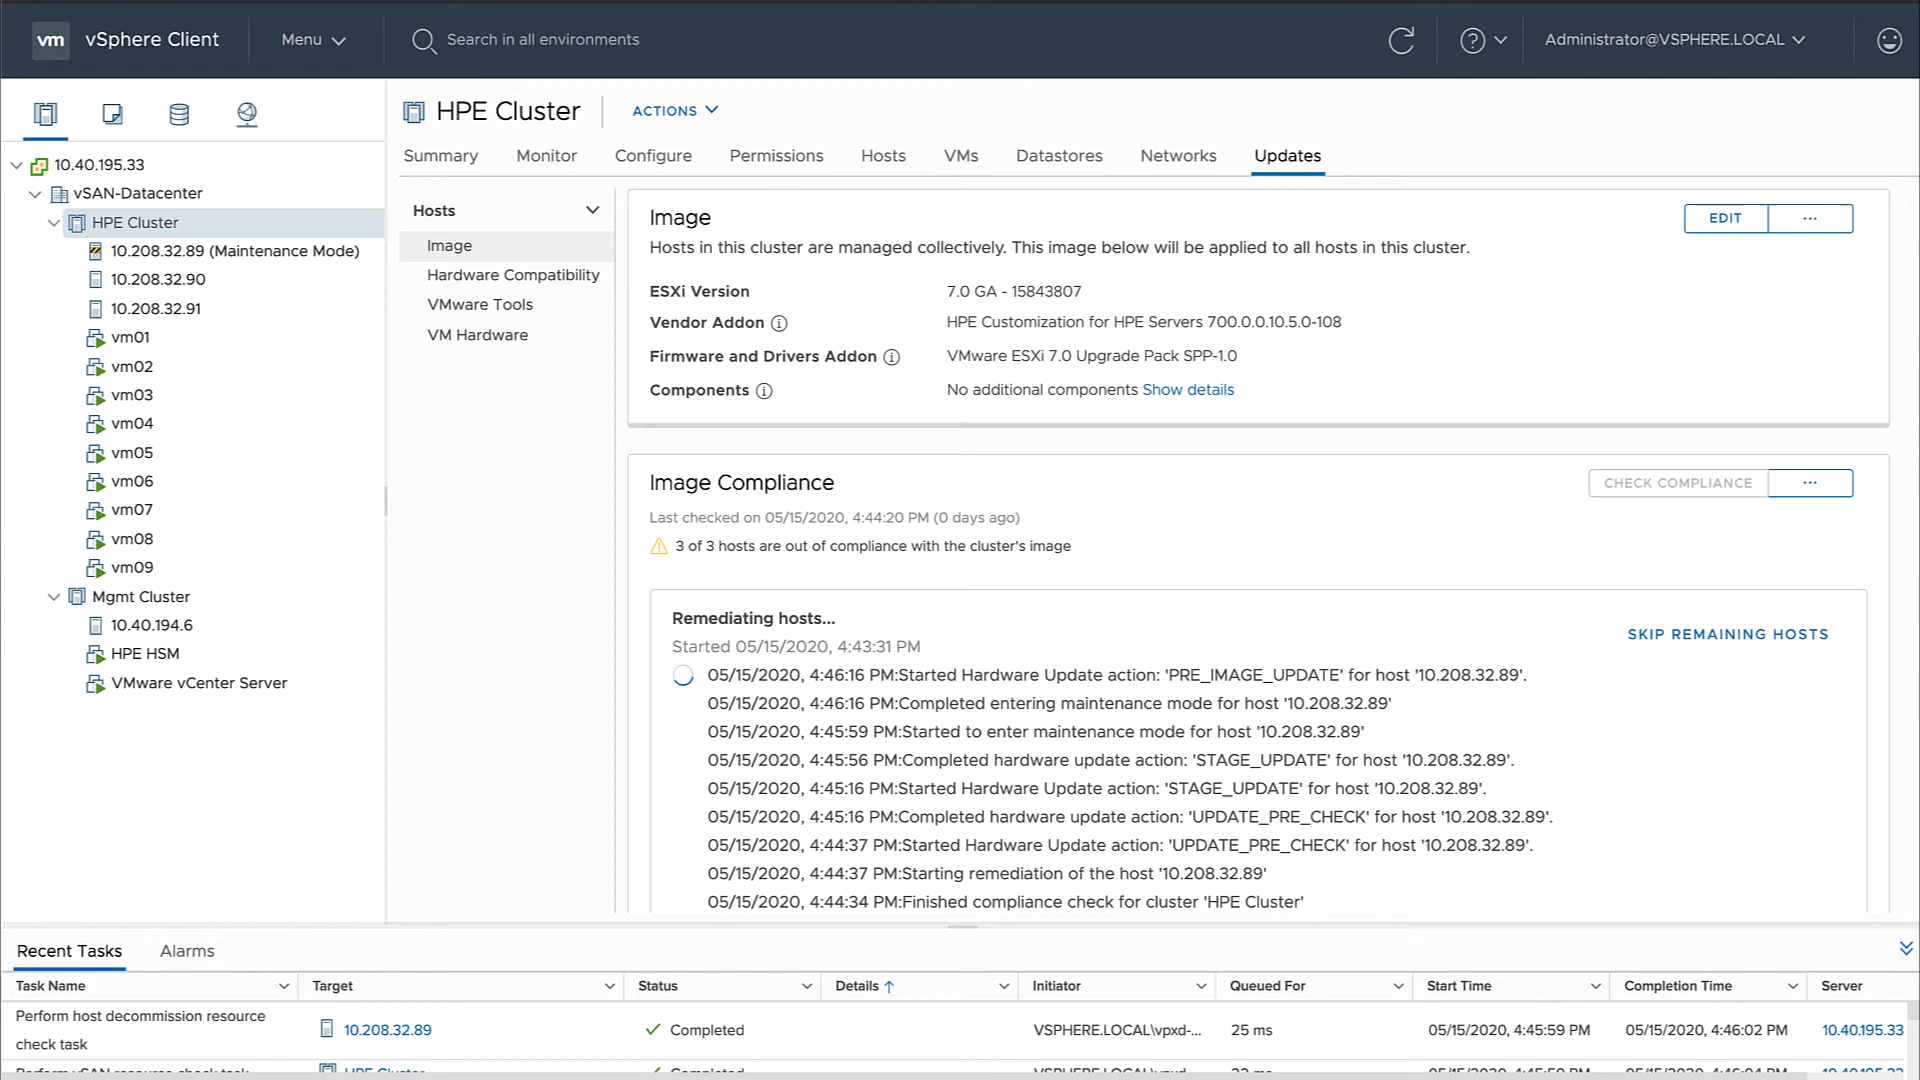 vm vSphere Client Menu Search in all environments Administrator@VSPHERE.LOCAL
HPE Cluster ACTIONS
Summary Monitor Configure Permissions Hosts VMs Datastores Networks Updates
10.40.195.33
vSAN-Datacenter
HPE Cluster
10.208.32.89 (Maintenance Mode)
10.208.32.90
10.208.32.91
vm01
vm02
vm03
vm04
vm05
vm06
vm07
vm08
vm09
Mgmt Cluster
10.40.194.6
HPE HSM
VMware vCenter Server
Hosts
Image
Hardware Compatibility
VMware Tools
VM Hardware
Image
EDIT ...
Hosts in this cluster are managed collectively. This image below will be applied to all hosts in this cluster.
ESXi Version 7.0 GA - 15843807
Vendor Addon HPE Customization for HPE Servers 700.0.0.10.5.0-108
Firmware and Drivers Addon VMware ESXi 7.0 Upgrade Pack SPP-1.0
Components No additional components Show details
Image Compliance
CHECK COMPLIANCE ...
Last checked on 05/15/2020, 4:44:20 PM (0 days ago)
3 of 3 hosts are out of compliance with the cluster's image
Remediating hosts...
SKIP REMAINING HOSTS
Started 05/15/2020, 4:43:31 PM
05/15/2020, 4:46:16 PM:Started Hardware Update action: 'PRE_IMAGE_UPDATE' for host '10.208.32.89'.
05/15/2020, 4:46:16 PM:Completed entering maintenance mode for host '10.208.32.89'
05/15/2020, 4:45:59 PM:Started to enter maintenance mode for host '10.208.32.89'
05/15/2020, 4:45:56 PM:Completed hardware update action: 'STAGE_UPDATE' for host '10.208.32.89'.
05/15/2020, 4:45:16 PM:Started Hardware Update action: 'STAGE_UPDATE' for host '10.208.32.89'.
05/15/2020, 4:45:16 PM:Completed hardware update action: 'UPDATE_PRE_CHECK' for host '10.208.32.89'.
05/15/2020, 4:44:37 PM:Started Hardware Update action: 'UPDATE_PRE_CHECK' for host '10.208.32.89'.
05/15/2020, 4:44:37 PM:Starting remediation of the host '10.208.32.89'
05/15/2020, 4:44:34 PM:Finished compliance check for cluster 'HPE Cluster'
Recent Tasks Alarms
Task Name Target Status Details Initiator Queued For Start Time Completion Time Server
Perform host decommission resource check task 10.208.32.89 Completed VSPHERE.LOCAL\vpxd-... 25 ms 05/15/2020, 4:45:59 PM 05/15/2020, 4:46:02 PM 10.40.195.33